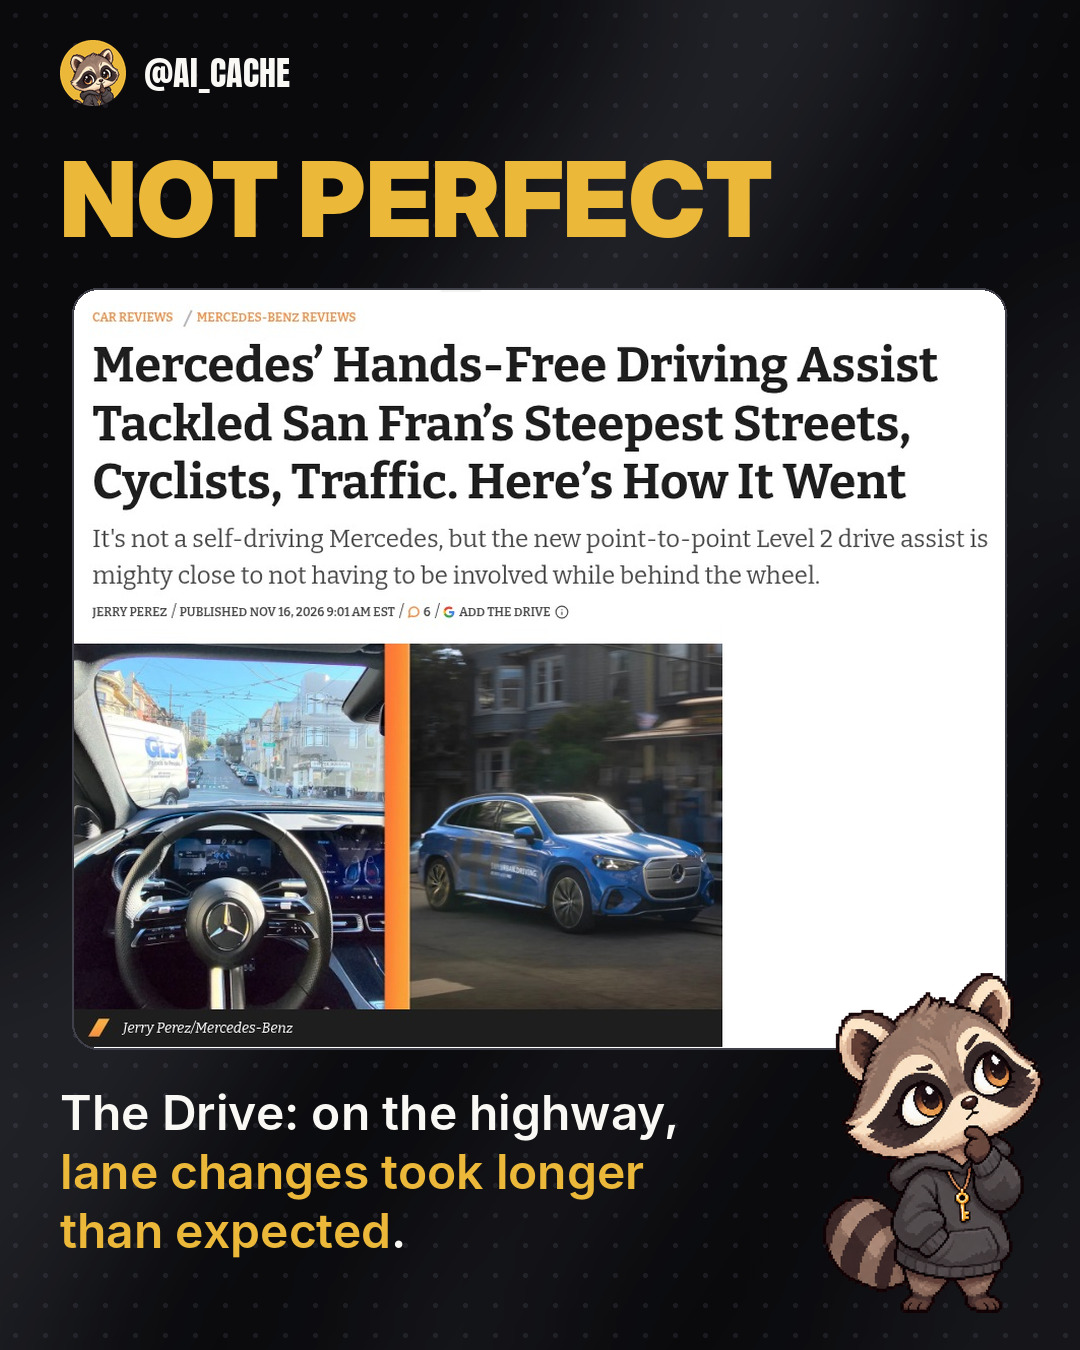 @AI_CACHE
NOT PERFECT
CAR REVIEWS / MERCEDES-BENZ REVIEWS
Mercedes’ Hands-Free Driving Assist
Tackled San Fran’s Steepest Streets,
Cyclists, Traffic. Here’s How It Went
It's not a self-driving Mercedes, but the new point-to-point Level 2 drive assist is
mighty close to not having to be involved while behind the wheel.
JERRY PEREZ / PUBLISHED NOV 16, 2026 9:01 AM EST / 6 / ADD THE DRIVE
GLS
Jerry Perez/Mercedes-Benz
The Drive: on the highway,
lane changes took longer
than expected.